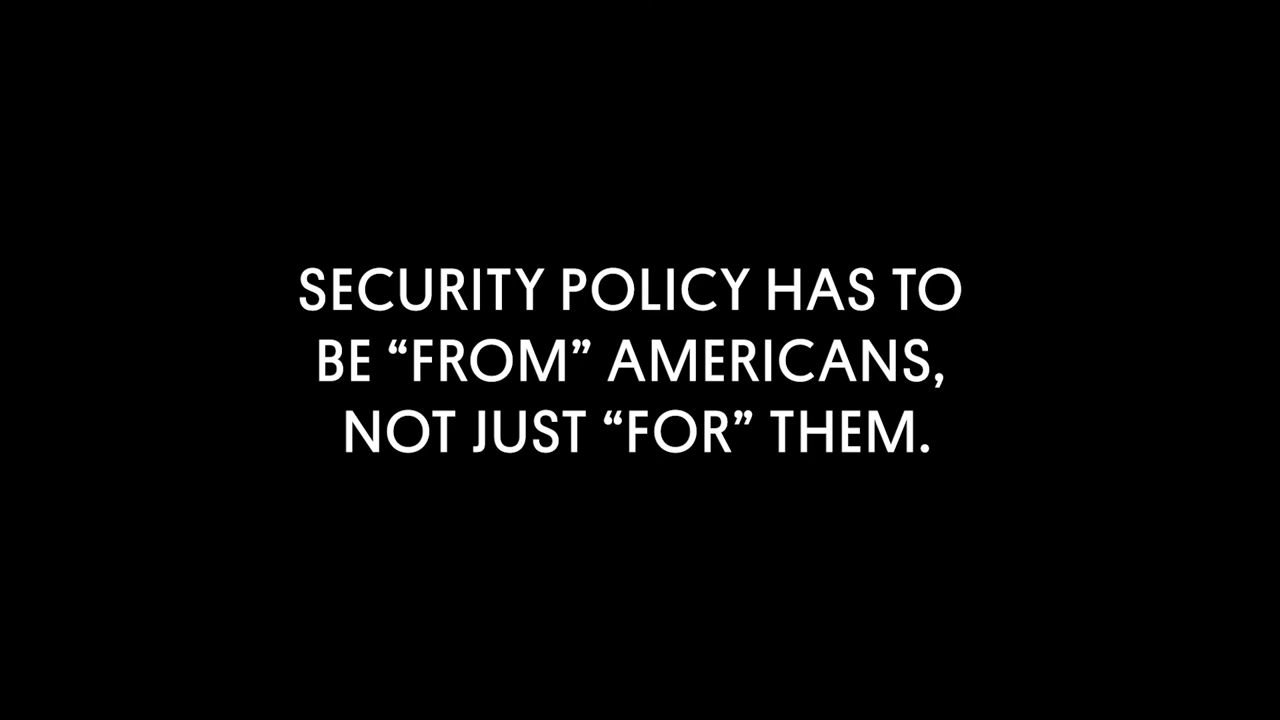 SECURITY POLICY HAS TO
BE “FROM” AMERICANS,
NOT JUST “FOR” THEM.